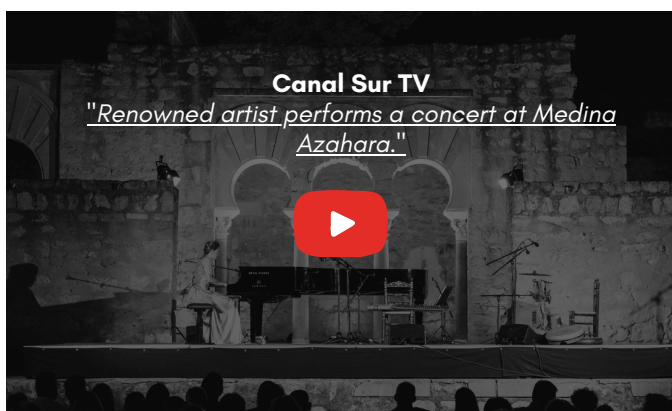 Canal Sur TV
"Renowned artist performs a concert at Medina
Azahara."